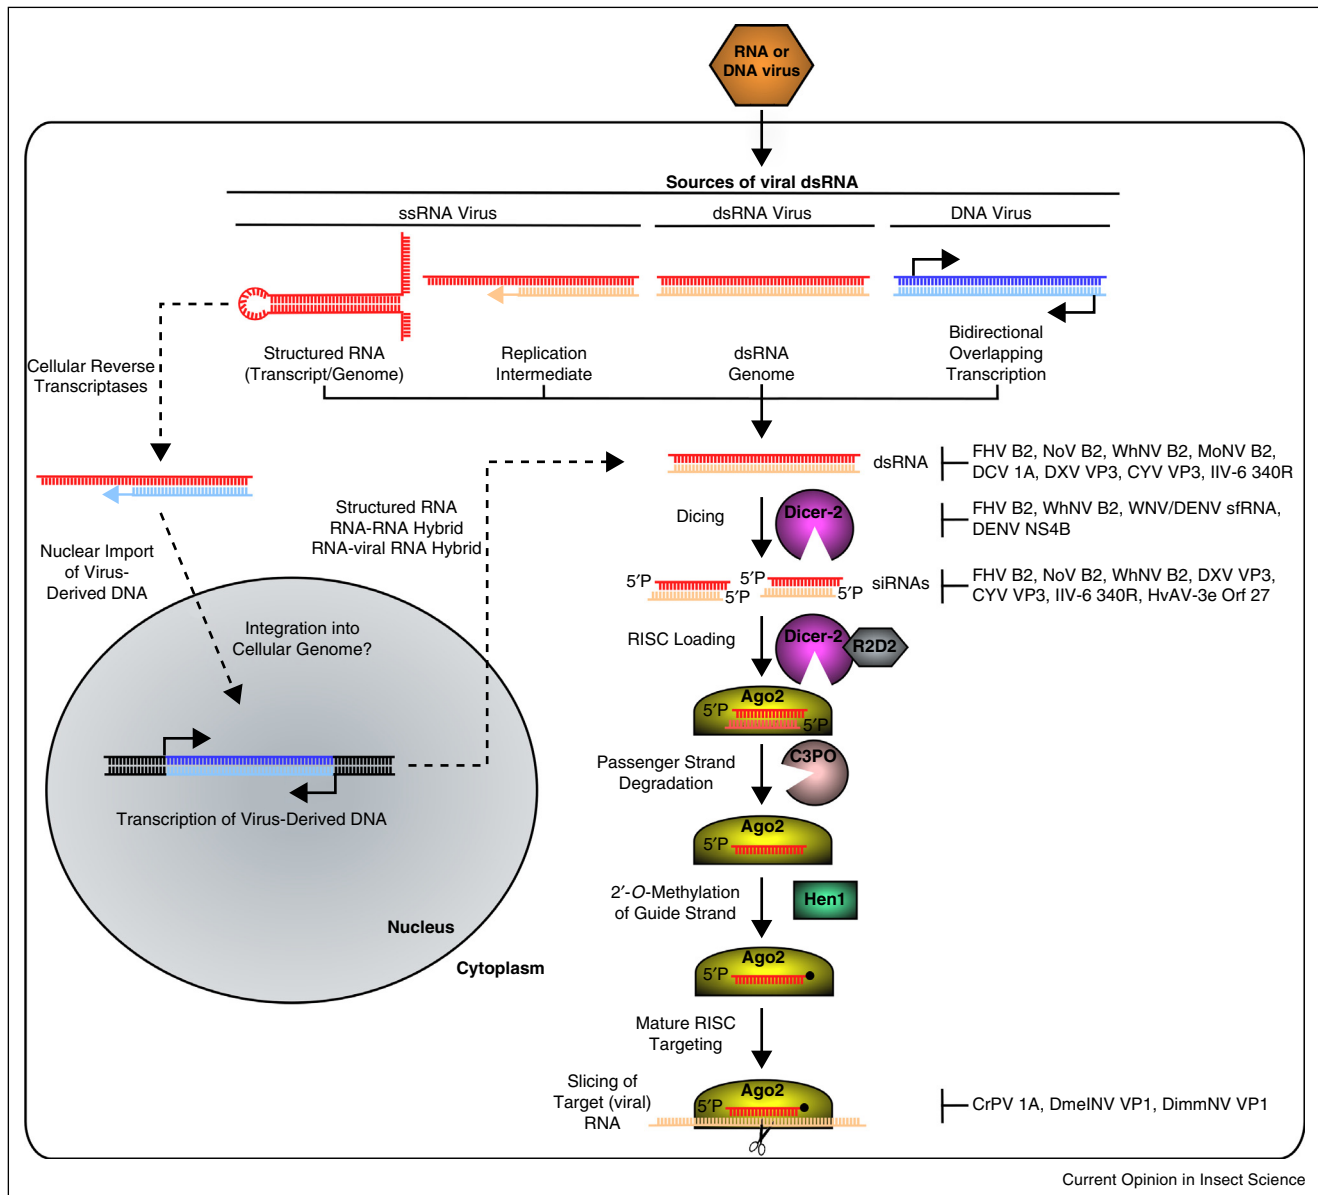 RNA or
DNA virus
Sources of viral dsRNA
ssRNA Virus
dsRNA Virus
DNA Virus
Structured RNA
(Transcript/Genome)
Replication
Intermediate
dsRNA
Genome
Bidirectional
Overlapping
Transcription
Cellular Reverse
Transcriptases
Nuclear Import
of Virus-
Derived DNA
Structured RNA
RNA-RNA Hybrid
RNA-viral RNA Hybrid
Integration into
Cellular Genome?
Transcription of Virus-Derived DNA
Nucleus
Cytoplasm
dsRNA
FHV B2, NoV B2, WhNV B2, MoNV B2,
DCV 1A, DXV VP3, CYV VP3, IIV-6 340R
Dicing
Dicer-2
FHV B2, WhNV B2, WNV/DENV sfRNA,
DENV NS4B
5′P
5′P
5′P
5′P
siRNAs
FHV B2, NoV B2, WhNV B2, DXV VP3,
CYV VP3, IIV-6 340R, HvAV-3e Orf 27
RISC Loading
Dicer-2
R2D2
Ago2
5′P
5′P
Passenger Strand
Degradation
C3PO
Ago2
5′P
2′-O-Methylation
of Guide Strand
Hen1
Ago2
5′P
Mature RISC
Targeting
Slicing of
Target (viral)
RNA
Ago2
5′P
CrPV 1A, DmelNV VP1, DimmNV VP1
Current Opinion in Insect Science